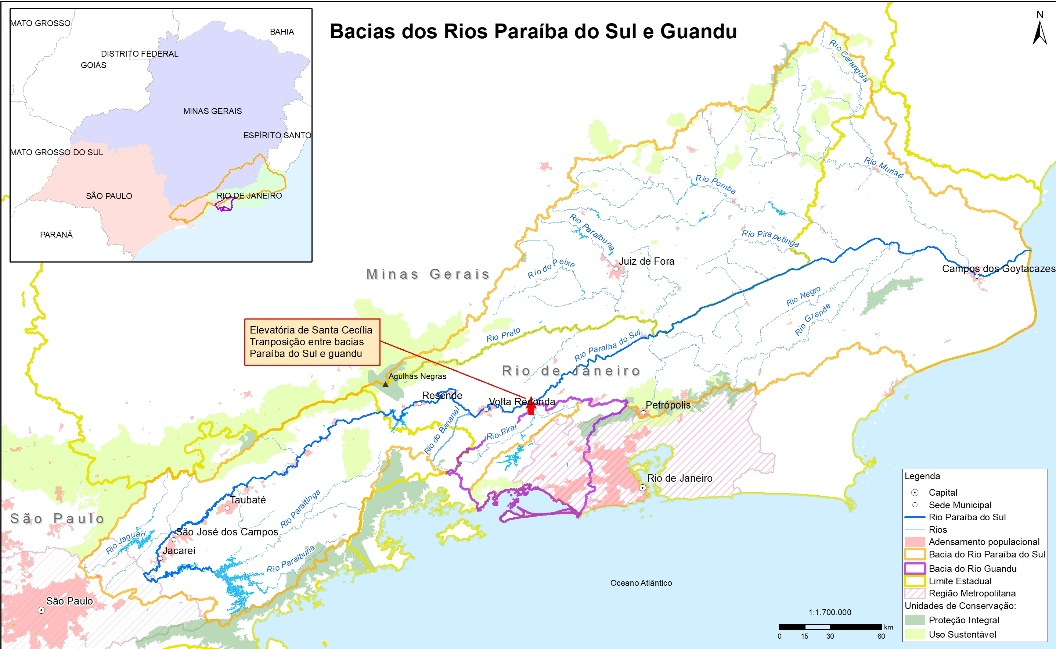 Bacias dos Rios Paraíba do Sul e Guandu
N
MATO GROSSO
BAHIA
DISTRITO FEDERAL
GOIÁS
MINAS GERAIS
ESPÍRITO SANTO
MATO GROSSO DO SUL
SÃO PAULO
RIO DE JANEIRO
PARANÁ
Rio Carangola
Rio Muriaé
Rio Pomba
Rio Paraibuna
Rio Pirapetinga
Rio do Peixe
Juiz de Fora
Minas Gerais
Campos dos Goytacazes
Rio Negro
Rio Grande
Elevatória de Santa Cecília
Tranposição entre bacias
Paraíba do Sul e guandu
Rio Preto
Rio Paraíba do Sul
Rio de Janeiro
Agulhas Negras
Resende
Volta Redonda
Petrópolis
Rio do Bananal
Rio Piraí
Rio de Janeiro
Taubaté
Rio Paraitinga
São Paulo
São José dos Campos
Rio Jaguari
Jacareí
Rio Paraibuna
São Paulo
Oceano Atlântico
1:1.700.000
km
0 15 30 60
Legenda
Capital
Sede Municipal
Rio Paraíba do Sul
Rios
Adensamento populacional
Bacia do Rio Paraíba do Sul
Bacia do Rio Guandu
Limite Estadual
Região Metropolitana
Unidades de Conservação:
Proteção Integral
Uso Sustentável